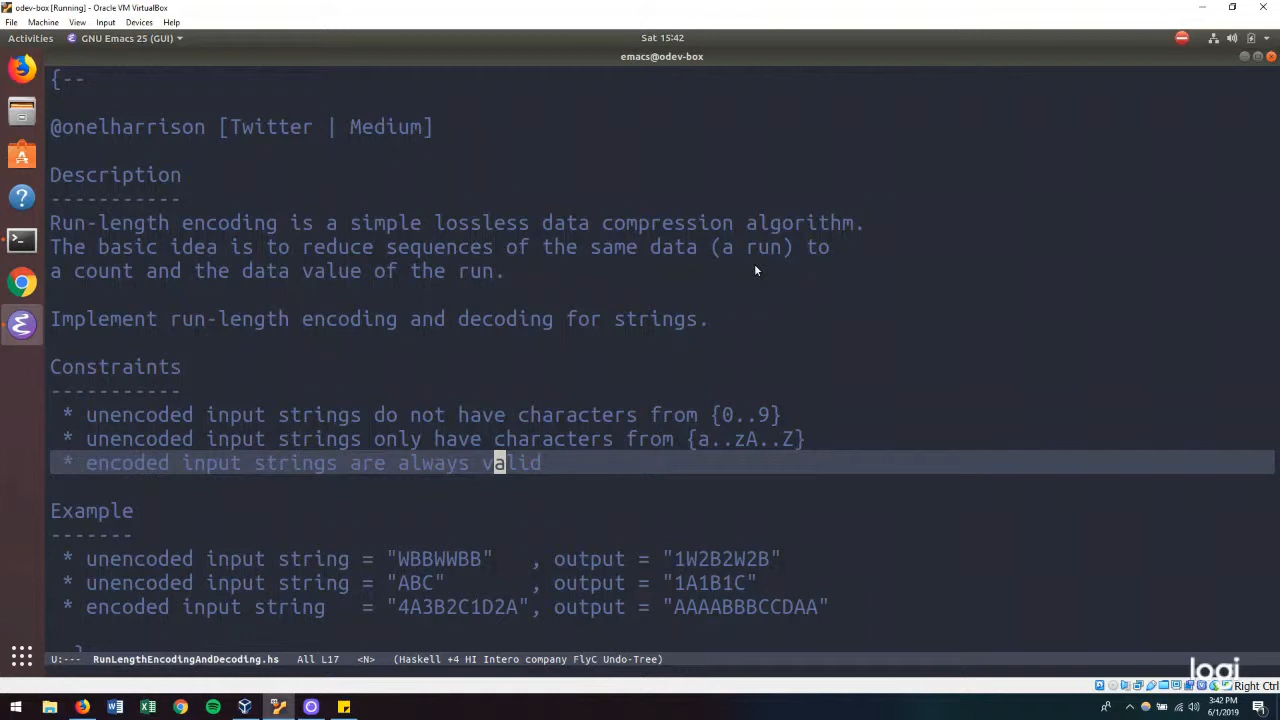 odev-box [Running] - Oracle VM VirtualBox
File Machine View Input Devices Help
Activities GNU Emacs 25 (GUI) Sat 15:42
emacs@odev-box
{--
@onelharrison [Twitter | Medium]
Description
-----------
Run-length encoding is a simple lossless data compression algorithm.
The basic idea is to reduce sequences of the same data (a run) to
a count and the data value of the run.
Implement run-length encoding and decoding for strings.
Constraints
-----------
* unencoded input strings do not have characters from {0..9}
* unencoded input strings only have characters from {a..zA..Z}
* encoded input strings are always valid
Example
-------
* unencoded input string = "WBBWWBB" , output = "1W2B2W2B"
* unencoded input string = "ABC" , output = "1A1B1C"
* encoded input string = "4A3B2C1D2A", output = "AAAABBBCCDAA"
U:--- RunLengthEncodingAndDecoding.hs All L17 <N> (Haskell +4 HI Intero company FlyC Undo-Tree)
logi
Right Ctrl
3:42 PM
6/1/2019